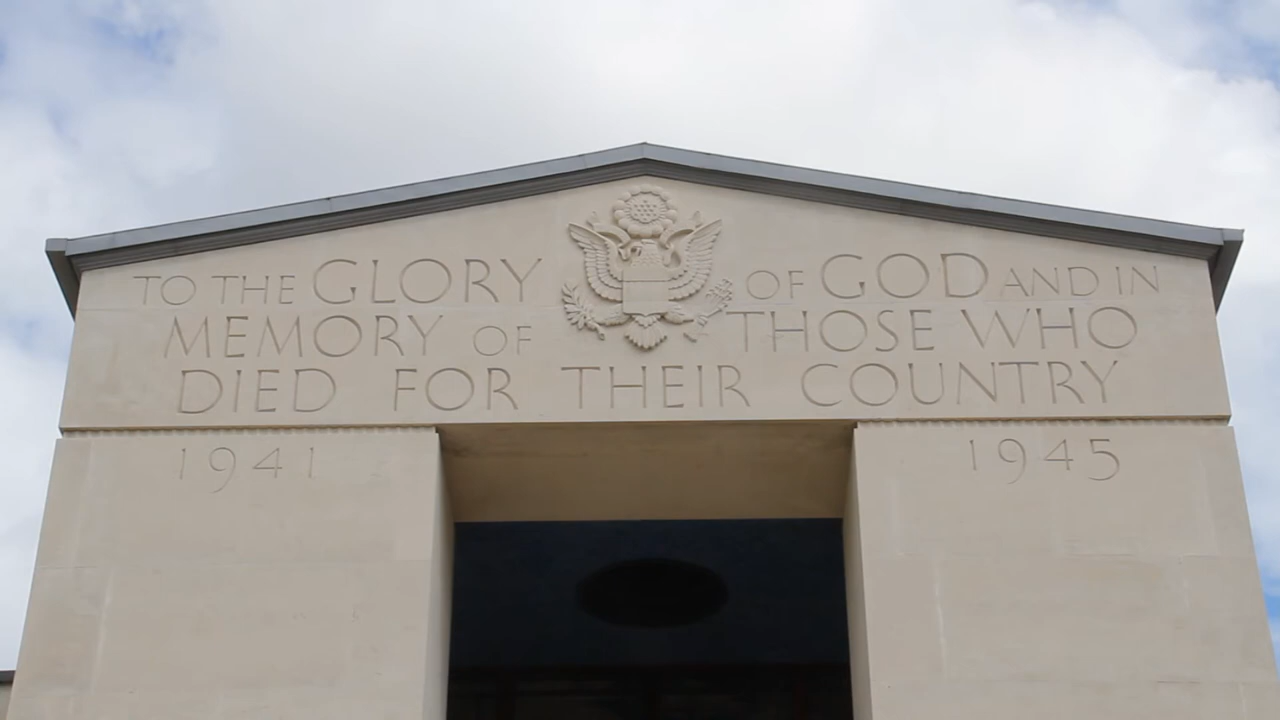 TO THE GLORY OF GOD AND IN
MEMORY OF THOSE WHO
DIED FOR THEIR COUNTRY
1941 1945